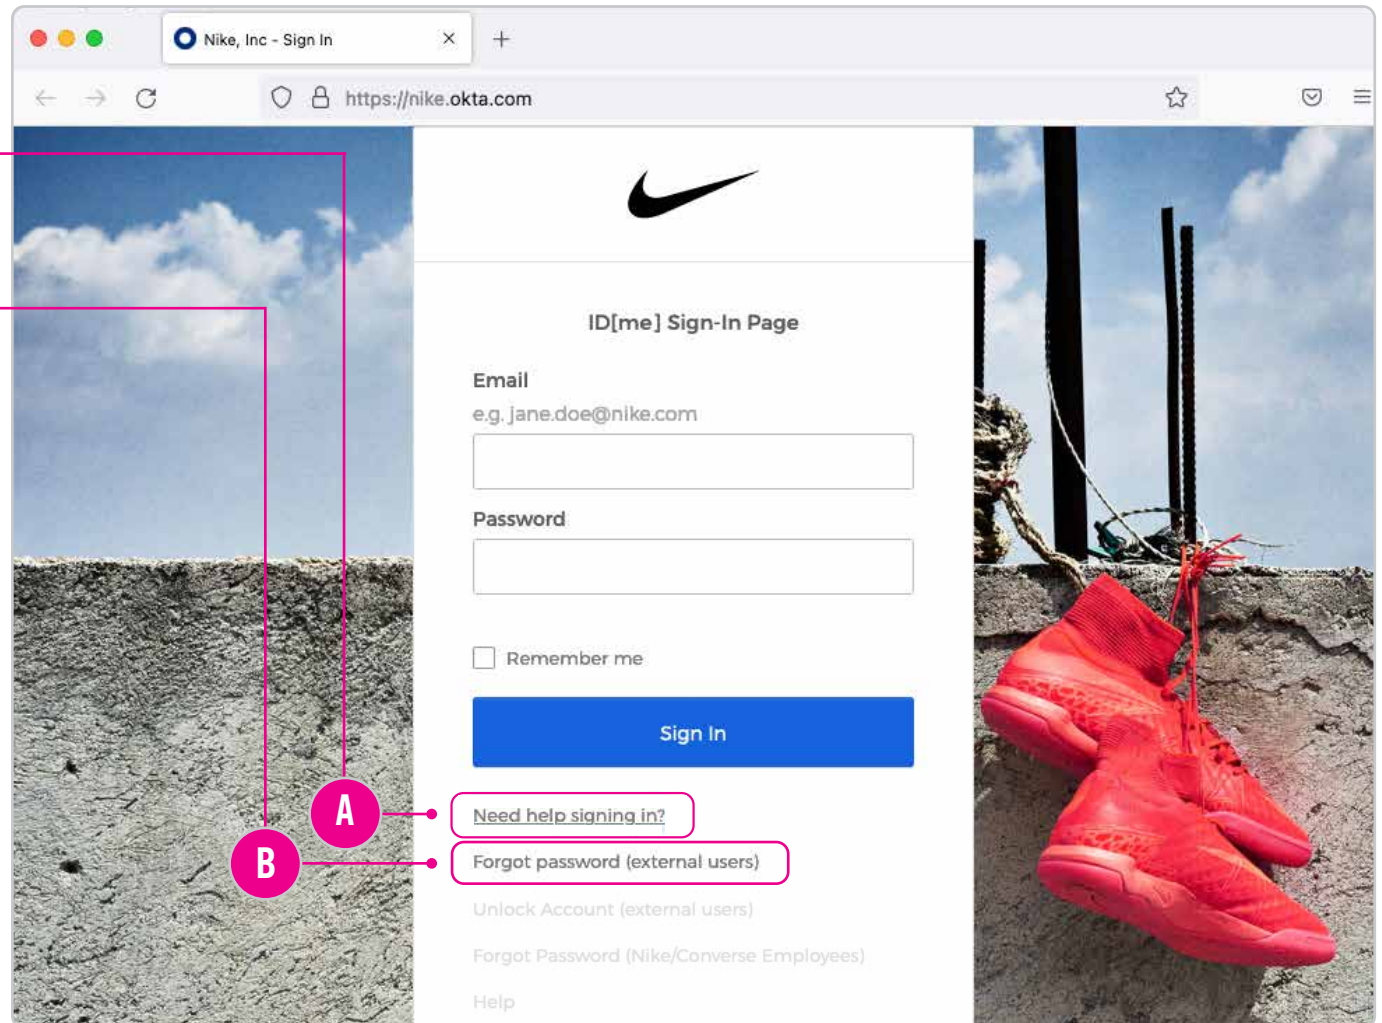 Nike, Inc - Sign In
https://nike.okta.com
ID[me] Sign-In Page
Email
e.g. jane.doe@nike.com
Password
Remember me
Sign In
A
Need help signing in?
B
Forgot password (external users)
Unlock Account (external users)
Forgot Password (Nike/Converse Employees)
Help